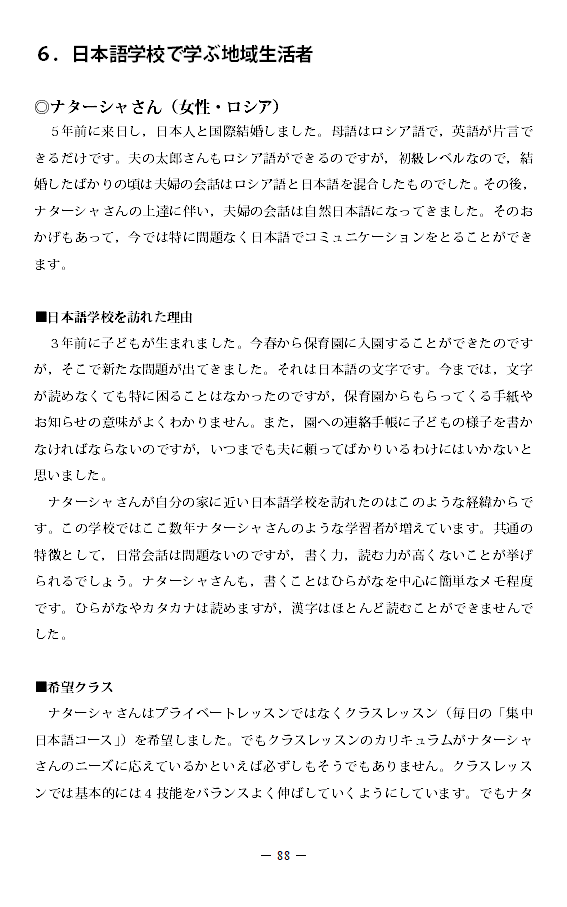 ６．日本語学校で学ぶ地域生活者
◎ナターシャさん（女性・ロシア）
　５年前に来日し，日本人と国際結婚しました。母語はロシア語で，英語が片言で
きるだけです。夫の太郎さんもロシア語ができるのですが，初級レベルなので，結
婚したばかりの頃は夫婦の会話はロシア語と日本語を混合したものでした。その後，
ナターシャさんの上達に伴い，夫婦の会話は自然日本語になってきました。そのお
かげもあって，今では特に問題なく日本語でコミュニケーションをとることができ
ます。
■日本語学校を訪れた理由
　３年前に子どもが生まれました。今春から保育園に入園することができたのです
が，そこで新たな問題が出てきました。それは日本語の文字です。今までは，文字
が読めなくても特に困ることはなかったのですが，保育園からもらってくる手紙や
お知らせの意味がよくわかりません。また，園への連絡手帳に子どもの様子を書か
なければならないのですが，いつまでも夫に頼ってばかりいるわけにはいかないと
思いました。
　ナターシャさんが自分の家に近い日本語学校を訪れたのはこのような経緯からで
す。この学校ではここ数年ナターシャさんのような学習者が増えています。共通の
特徴として，日常会話は問題ないのですが，書く力，読む力が高くないことが挙げ
られるでしょう。ナターシャさんも，書くことはひらがなを中心に簡単なメモ程度
です。ひらがなやカタカナは読めますが，漢字はほとんど読むことができませんで
した。
■希望クラス
　ナターシャさんはプライベートレッスンではなくクラスレッスン（毎日の「集中
日本語コース」）を希望しました。でもクラスレッスンのカリキュラムがナターシャ
さんのニーズに応えているかといえば必ずしもそうでもありません。クラスレッス
ンでは基本的には４技能をバランスよく伸ばしていくようにしています。でもナタ
— 88 —